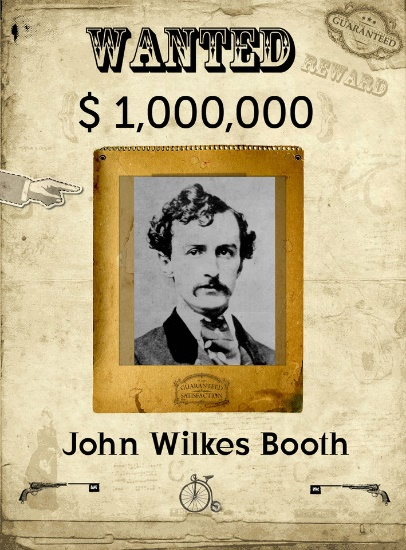 WANTED
GUARANTEED
REWARD
$ 1,000,000
GUARANTEED
SATISFACTION
John Wilkes Booth